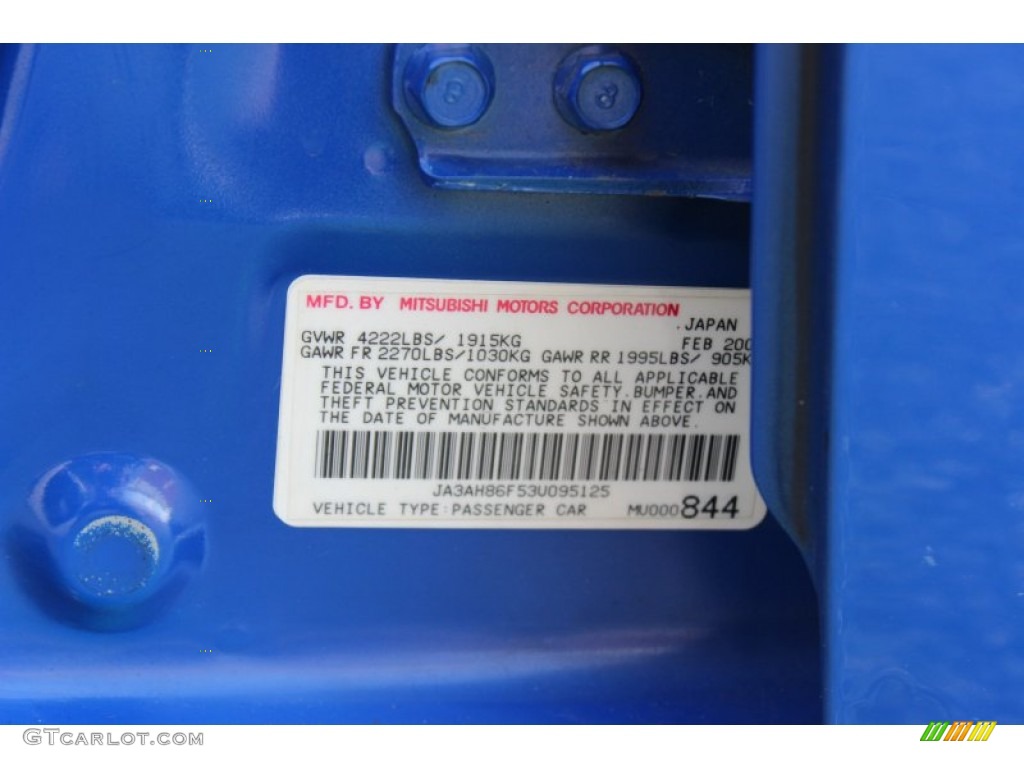 MFD. BY MITSUBISHI MOTORS CORPORATION
JAPAN
GVWR 4222LBS/ 1915KG FEB 200
GAWR FR 2270LBS/1030KG GAWR RR 1995LBS/ 905K
THIS VEHICLE CONFORMS TO ALL APPLICABLE
FEDERAL MOTOR VEHICLE SAFETY.BUMPER.AND
THEFT PREVENTION STANDARDS IN EFFECT ON
THE DATE OF MANUFACTURE SHOWN ABOVE.
JA3AH86F53U095125
VEHICLE TYPE:PASSENGER CAR MU000844
GTCarlot.com